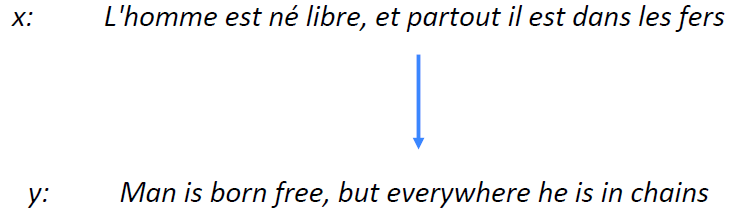 x: L'homme est né libre, et partout il est dans les fers
y: Man is born free, but everywhere he is in chains